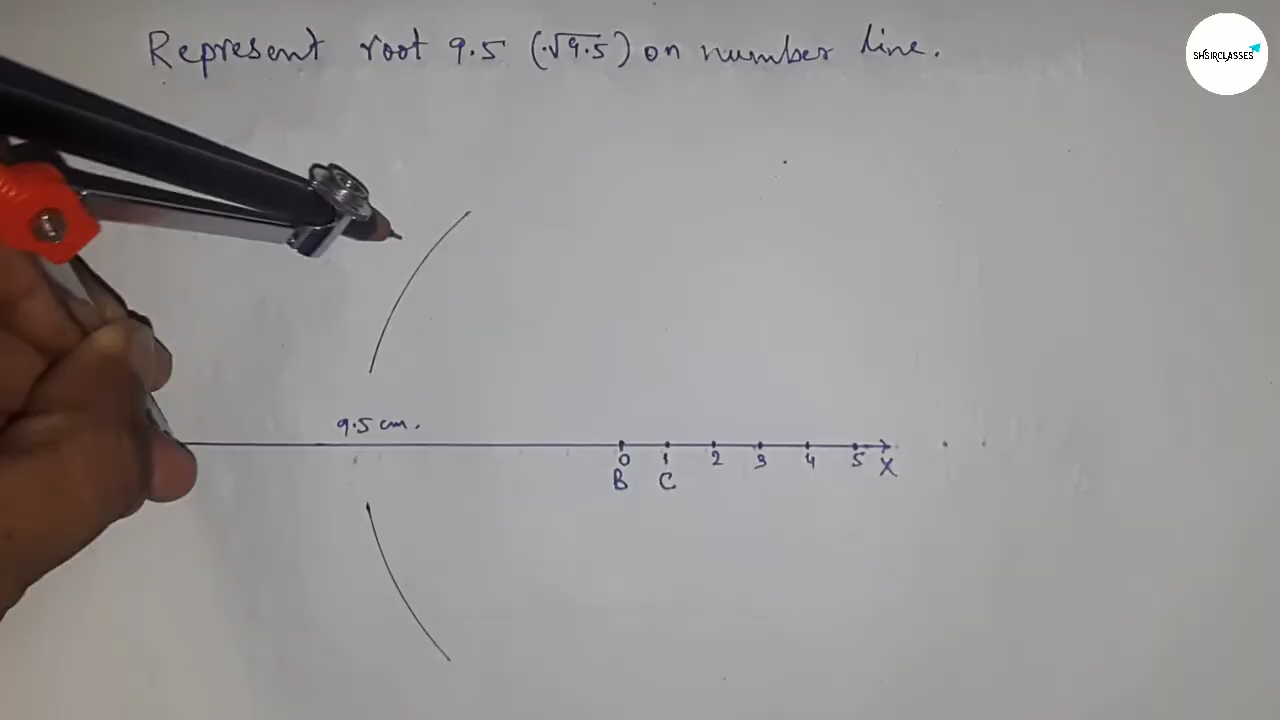 Represent root 9.5 (√9.5) on number line.
SHSIRCLASSES
9.5 cm.
0 1 2 3 4 5 X
B C